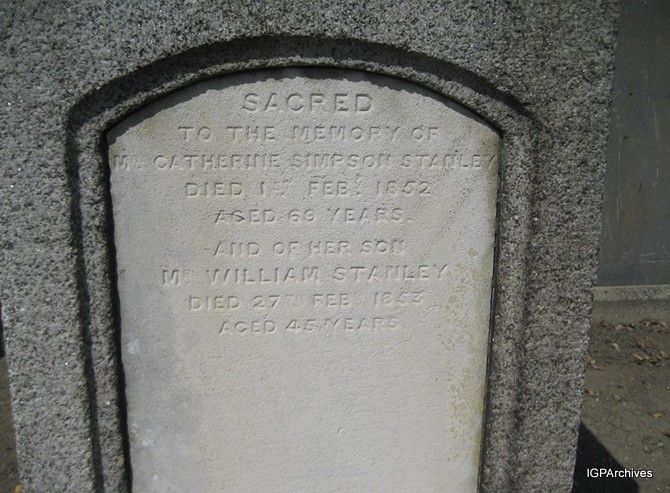 SACRED
TO THE MEMORY OF
Mrs CATHERINE SIMPSON STANLEY
DIED 1st FEBY 1852
AGED 69 YEARS.
AND OF HER SON
Mr WILLIAM STANLEY
DIED 27TH FEB. 1853
AGED 45 YEARS
IGPArchives